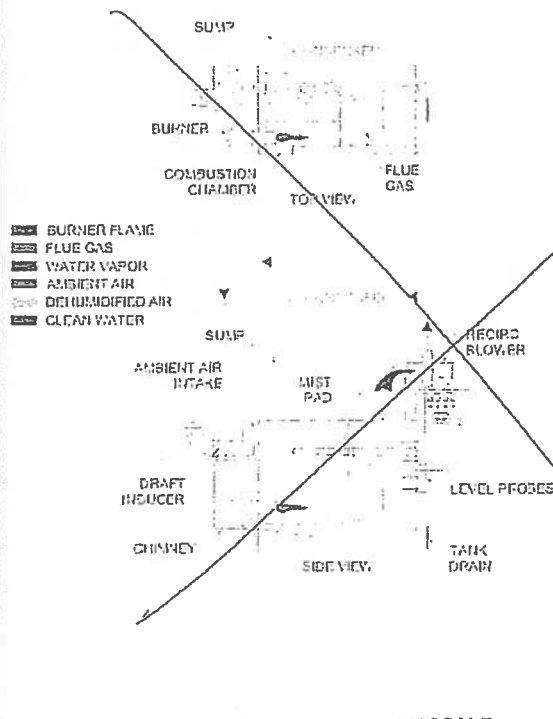 SUMP
CONDENSER
BURNER
COMBUSTION
CHAMBER
FLUE
GAS
TOP VIEW
BURNER FLAME
FLUE GAS
WATER VAPOR
AMBIENT AIR
DEHUMIDIFIED AIR
CLEAN WATER
SUMP
RECIRC
BLOWER
AMBIENT AIR
INTAKE
MIST
PAD
DRAFT
INDUCER
LEVEL PROBES
CHIMNEY
SIDE VIEW
TANK
DRAIN